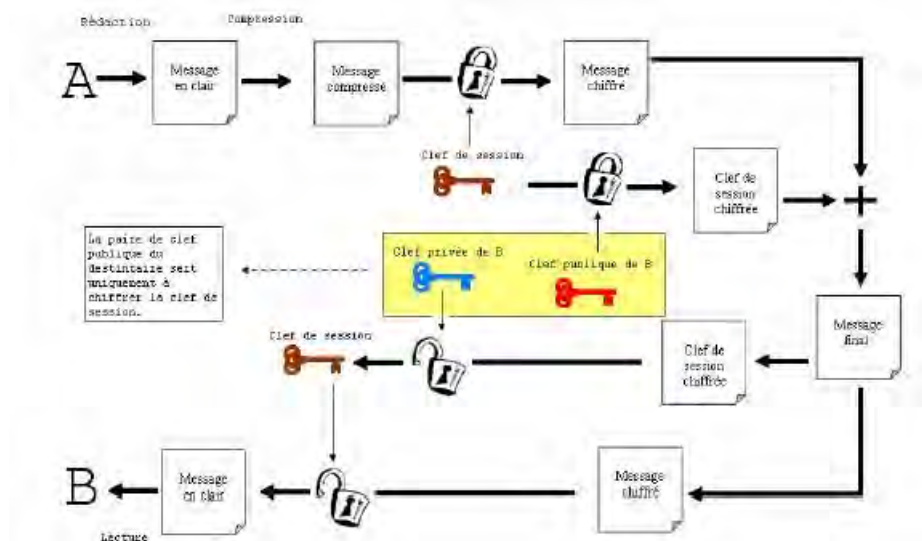 Rédaction
Compression
A
Message
en clair
Message
compressé
Message
chiffré
Clef de session
Clef de
session
chiffrée
+
La paire de clef
publique du
destintaire seit
uniquement à
chiffrer la clef de
session.
Clef privée de B
Clef publique de B
Clef de session
Clef de
session
chiffrée
Message
final
B
Message
en clair
Message
chiffré
Lecture